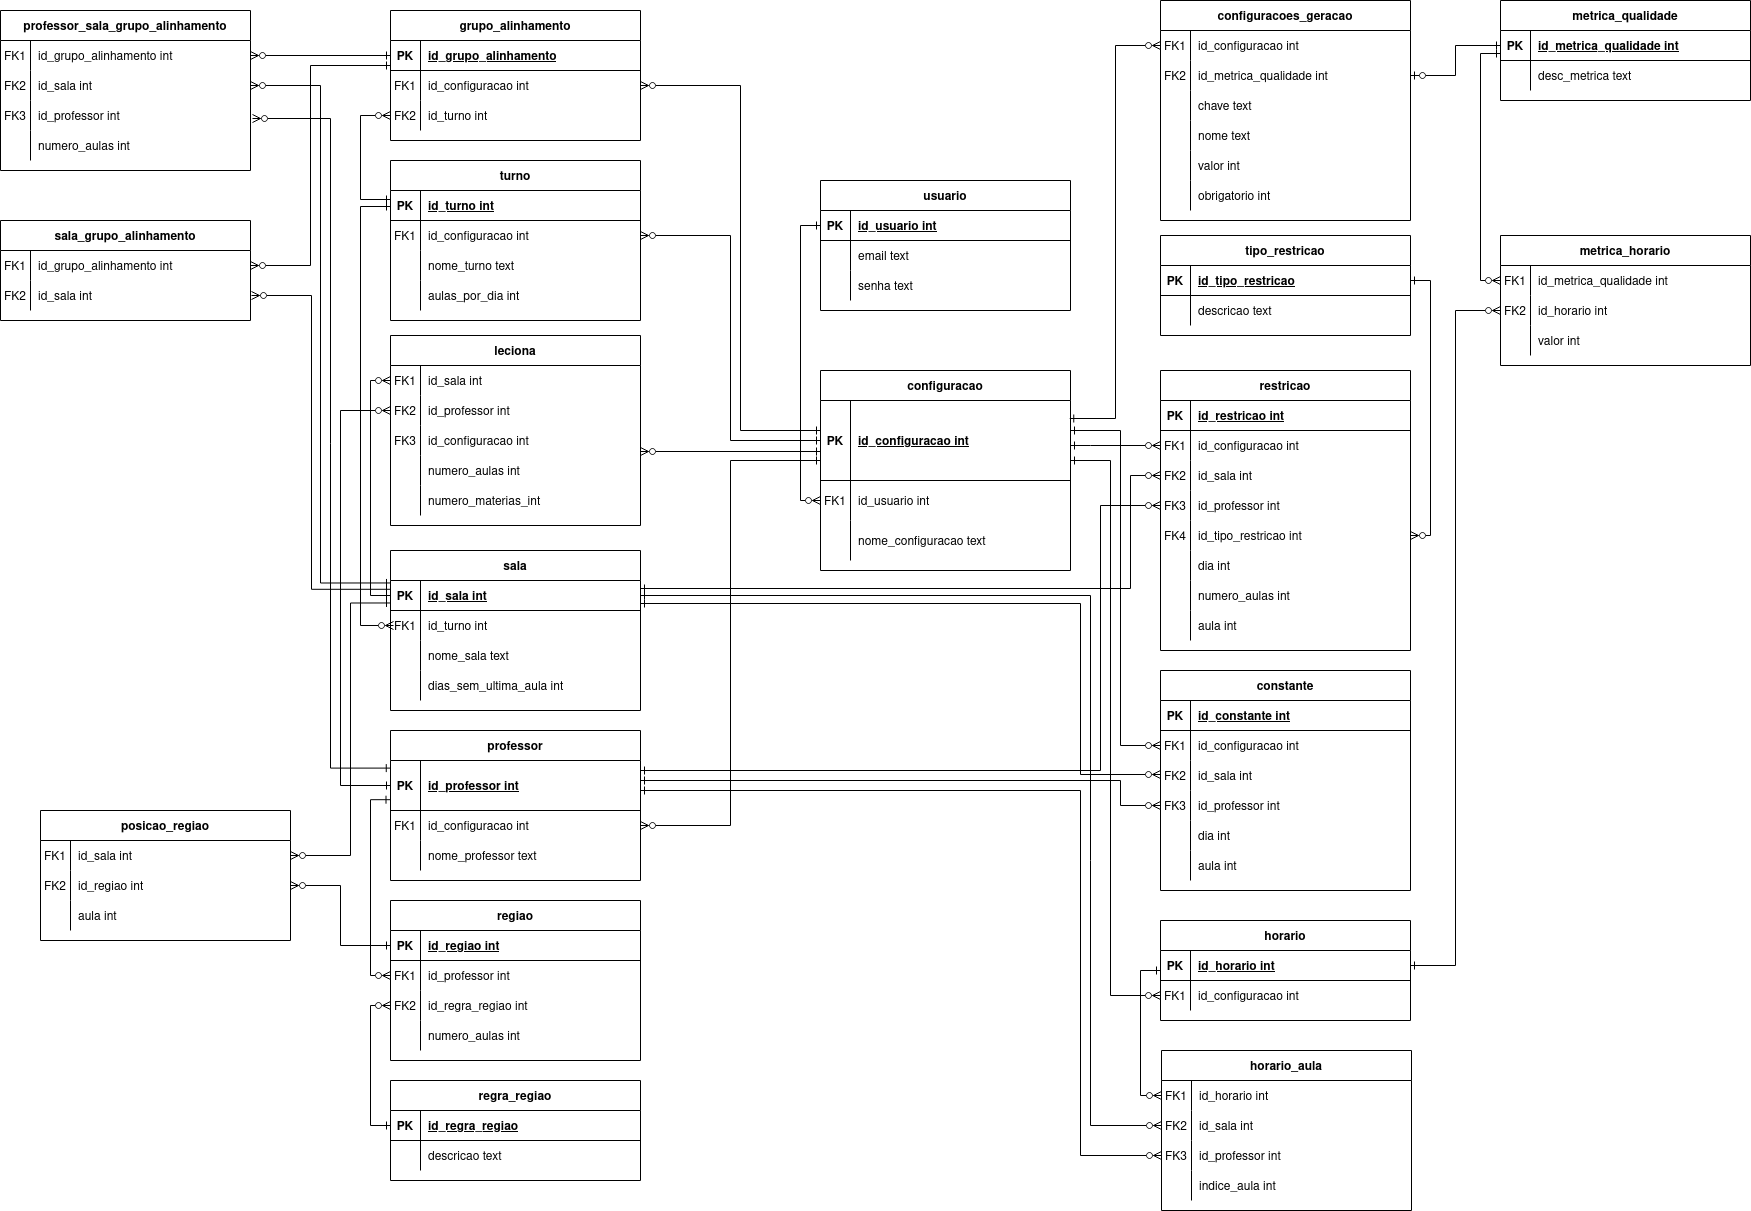 professor_sala_grupo_alinhamento
FK1 id_grupo_alinhamento int
FK2 id_sala int
FK3 id_professor int
numero_aulas int
sala_grupo_alinhamento
FK1 id_grupo_alinhamento int
FK2 id_sala int
posicao_regiao
FK1 id_sala int
FK2 id_regiao int
aula int
grupo_alinhamento
PK id_grupo_alinhamento
FK1 id_configuracao int
FK2 id_turno int
turno
PK id_turno int
FK1 id_configuracao int
nome_turno text
aulas_por_dia int
leciona
FK1 id_sala int
FK2 id_professor int
FK3 id_configuracao int
numero_aulas int
numero_materias_int
sala
PK id_sala int
FK1 id_turno int
nome_sala text
dias_sem_ultima_aula int
professor
PK id_professor int
FK1 id_configuracao int
nome_professor text
regiao
PK id_regiao int
FK1 id_professor int
FK2 id_regra_regiao int
numero_aulas int
regra_regiao
PK id_regra_regiao
descricao text
usuario
PK id_usuario int
email text
senha text
configuracao
PK id_configuracao int
FK1 id_usuario int
nome_configuracao text
configuracoes_geracao
FK1 id_configuracao int
FK2 id_metrica_qualidade int
chave text
nome text
valor int
obrigatorio int
tipo_restricao
PK id_tipo_restricao
descricao text
restricao
PK id_restricao int
FK1 id_configuracao int
FK2 id_sala int
FK3 id_professor int
FK4 id_tipo_restricao int
dia int
numero_aulas int
aula int
constante
PK id_constante int
FK1 id_configuracao int
FK2 id_sala int
FK3 id_professor int
dia int
aula int
horario
PK id_horario int
FK1 id_configuracao int
horario_aula
FK1 id_horario int
FK2 id_sala int
FK3 id_professor int
indice_aula int
metrica_qualidade
PK id_metrica_qualidade int
desc_metrica text
metrica_horario
FK1 id_metrica_qualidade int
FK2 id_horario int
valor int